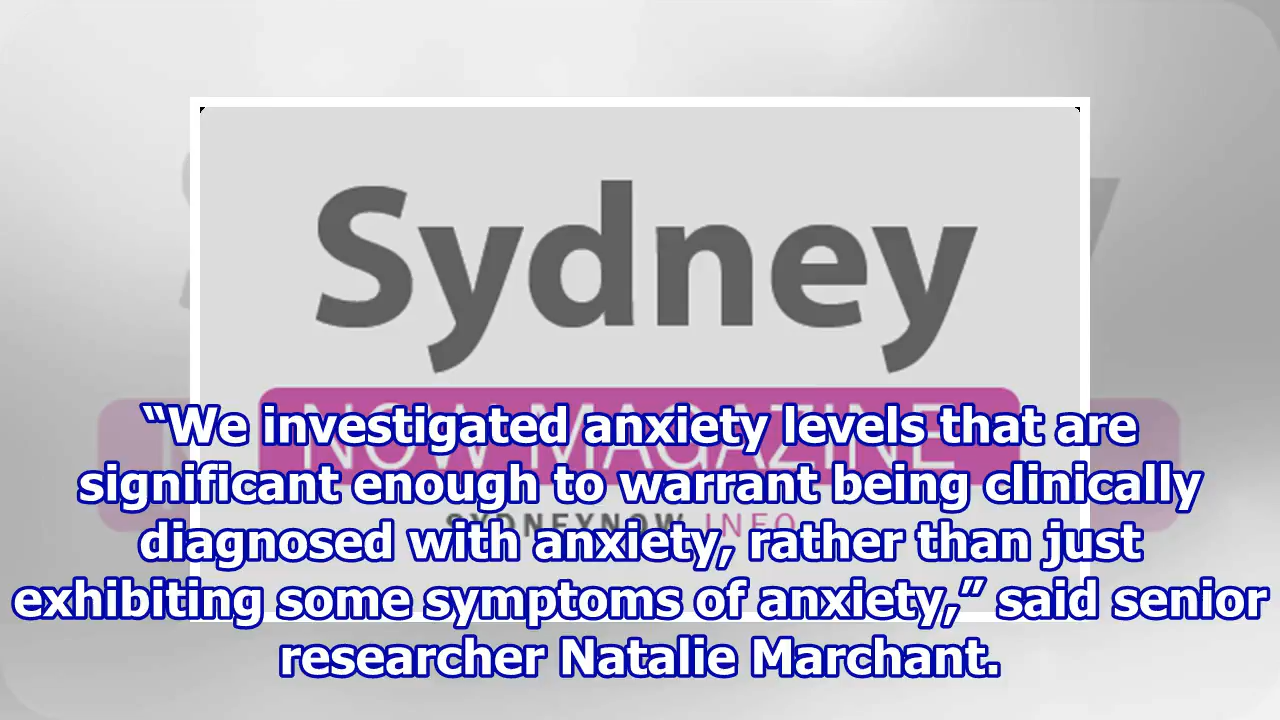 Sydney
NOW MAGAZINE
SYDNEYNOW.INFO
“We investigated anxiety levels that are
significant enough to warrant being clinically
diagnosed with anxiety, rather than just
exhibiting some symptoms of anxiety,” said senior
researcher Natalie Marchant.